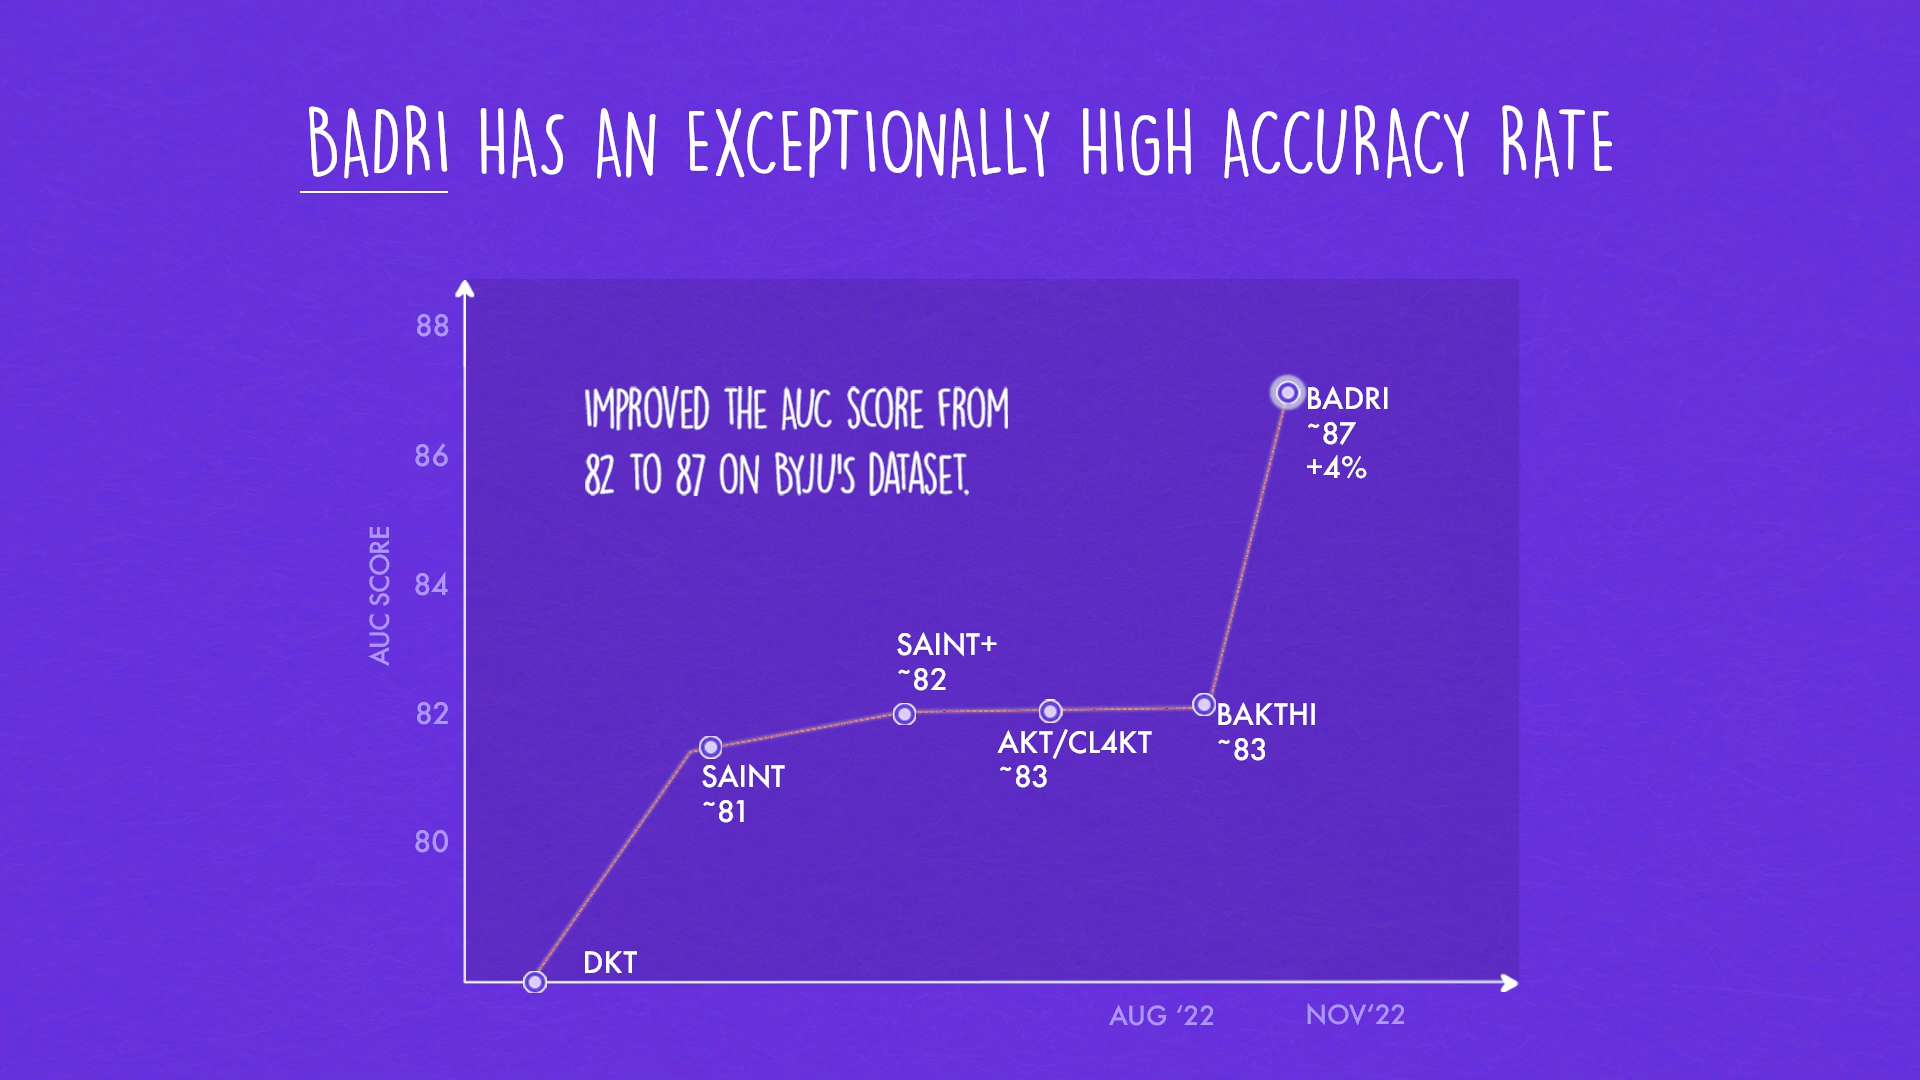 BADRI HAS AN EXCEPTIONALLY HIGH ACCURACY RATE
88
86
84
82
80
AUC SCORE
IMPROVED THE AUC SCORE FROM
82 TO 87 ON BYJU'S DATASET.
BADRI
~87
+4%
SAINT+
~82
BAKTHI
~83
AKT/CL4KT
~83
SAINT
~81
DKT
AUG ‘22
NOV‘22